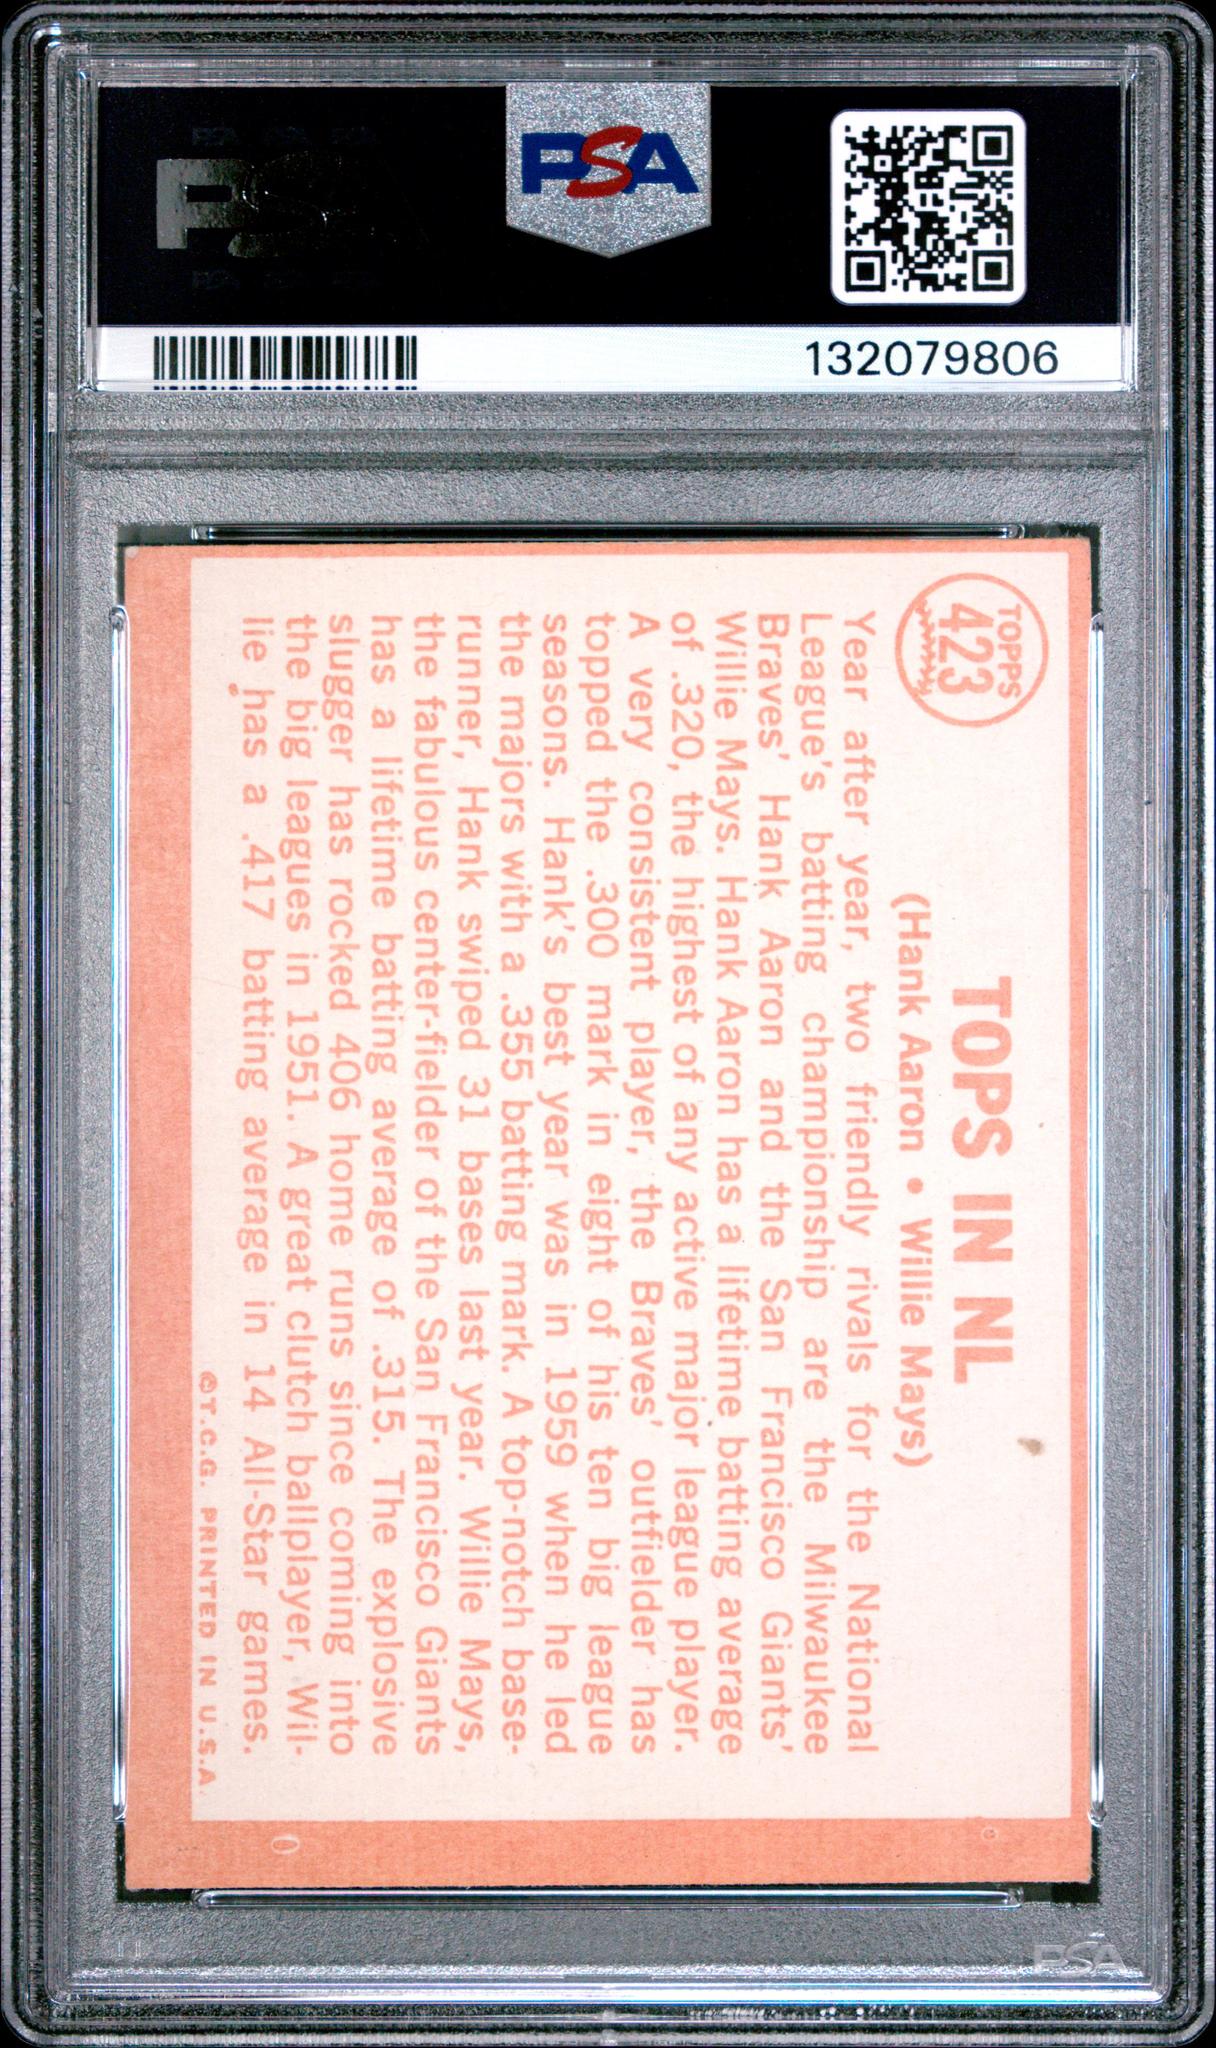 PSA
PSA
132079806
TOPPS
423
TOPS IN NL
(Hank Aaron • Willie Mays)
Year after year, two friendly rivals for the National
League's batting championship are the Milwaukee
Braves' Hank Aaron and the San Francisco Giants'
Willie Mays. Hank Aaron has a lifetime batting average
of .320, the highest of any active major league player.
A very consistent player, the Braves' outfielder has
topped the .300 mark in eight of his ten big league
seasons. Hank's best year was in 1959 when he led
the majors with a .355 batting mark. A top-notch base-
runner, Hank swiped 31 bases last year. Willie Mays,
the fabulous center-fielder of the San Francisco Giants
has a lifetime batting average of .315. The explosive
slugger has rocked 406 home runs since coming into
the big leagues in 1951. A great clutch ballplayer, Wil-
lie has a .417 batting average in 14 All-Star games.
© T.C.G. PRINTED IN U.S.A.
PSA